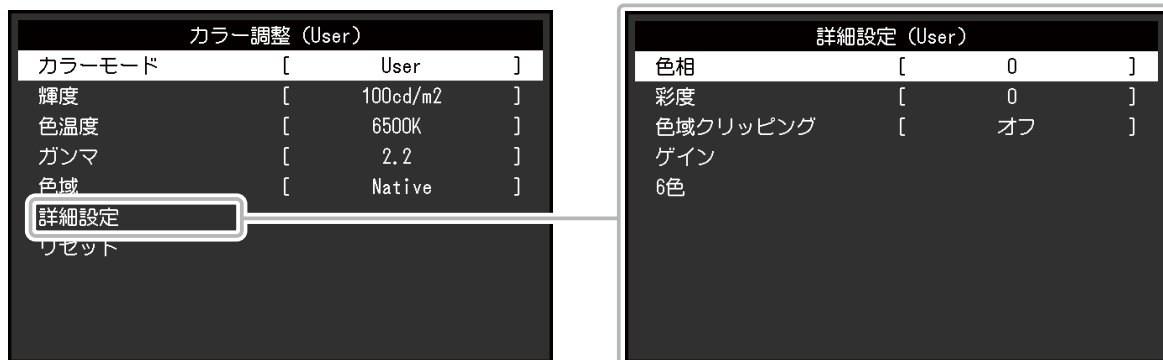 カラー調整（User）
カラーモード [ User ]
輝度 [ 100cd/m2 ]
色温度 [ 6500K ]
ガンマ [ 2.2 ]
色域 [ Native ]
詳細設定
リセット
詳細設定（User）
色相 [ 0 ]
彩度 [ 0 ]
色域クリッピング [ オフ ]
ゲイン
6色